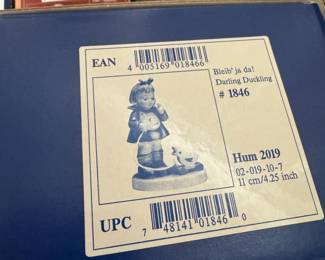 EAN
4 005169 018466
Bleib' ja da!
Darling Duckling
# 1846
Hum 2019
02-019-10-7
11 cm/4.25 inch
UPC
7 48141 01846 0